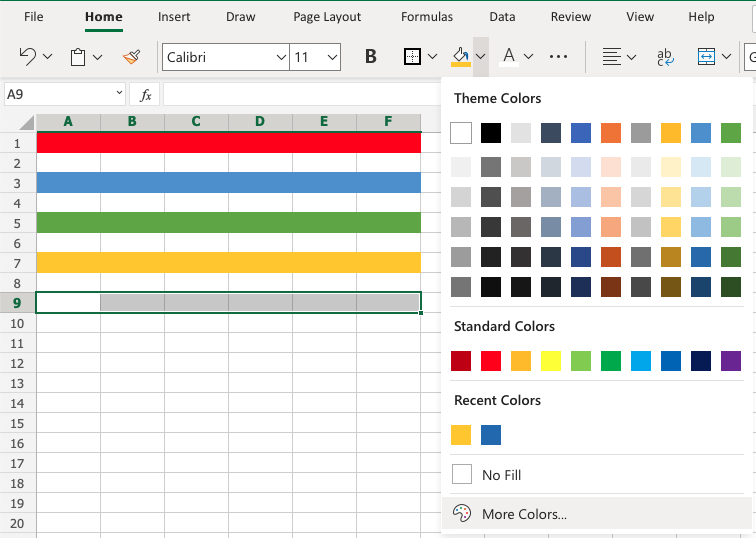 File Home Insert Draw Page Layout Formulas Data Review View Help
Calibri 11 B A ab
c
A9 fx
Theme Colors
A B C D E F
1
2
3
4
5
6
7
8
9
10
11
12
13
14
15
16
17
18
19
20
Standard Colors
Recent Colors
No Fill
More Colors...